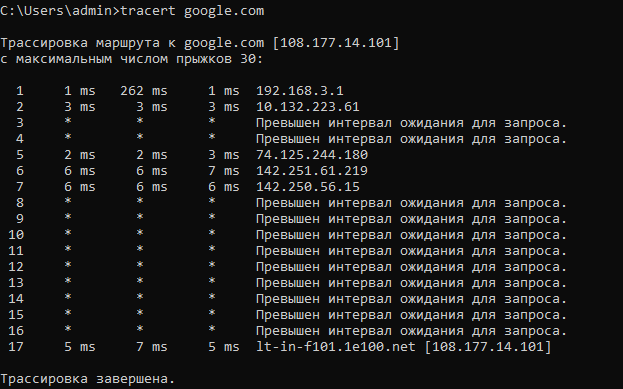 C:\Users\admin>tracert google.com
Трассировка маршрута к google.com [108.177.14.101]
с максимальным числом прыжков 30:
1 1 ms 262 ms 1 ms 192.168.3.1
2 3 ms 3 ms 3 ms 10.132.223.61
3 * * * Превышен интервал ожидания для запроса.
4 * * * Превышен интервал ожидания для запроса.
5 2 ms 2 ms 3 ms 74.125.244.180
6 6 ms 6 ms 7 ms 142.251.61.219
7 6 ms 6 ms 6 ms 142.250.56.15
8 * * * Превышен интервал ожидания для запроса.
9 * * * Превышен интервал ожидания для запроса.
10 * * * Превышен интервал ожидания для запроса.
11 * * * Превышен интервал ожидания для запроса.
12 * * * Превышен интервал ожидания для запроса.
13 * * * Превышен интервал ожидания для запроса.
14 * * * Превышен интервал ожидания для запроса.
15 * * * Превышен интервал ожидания для запроса.
16 * * * Превышен интервал ожидания для запроса.
17 5 ms 7 ms 5 ms lt-in-f101.1e100.net [108.177.14.101]
Трассировка завершена.